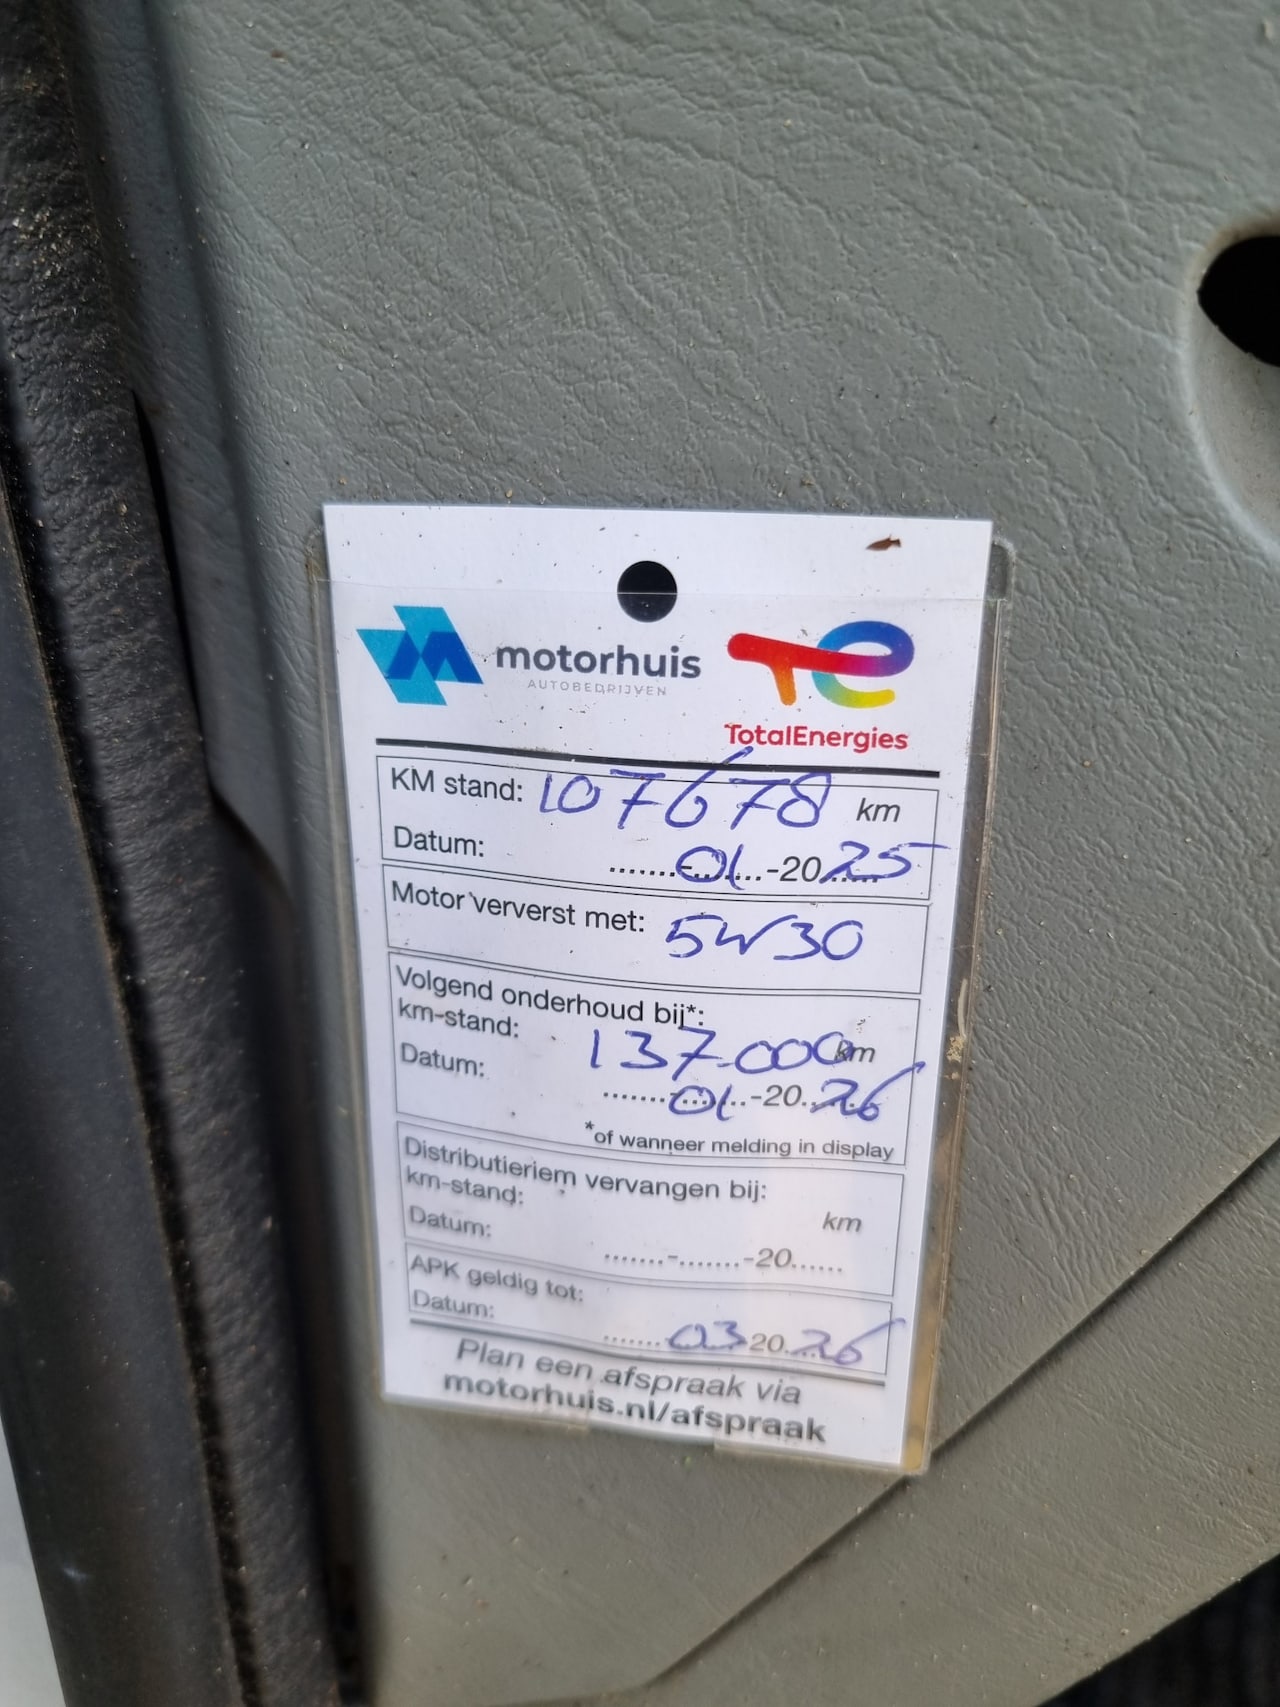 motorhuis
AUTOBEDRIJVEN
TotalEnergies
KM stand: 107678 km
Datum: .......-01...-2025
Motor ververst met: 5W30
Volgend onderhoud bij*:
km-stand: 137.000 km
Datum: .......-01...-20.26
*of wanneer melding in display
Distributieriem vervangen bij:
km-stand: km
Datum: .......-.......-20......
APK geldig tot:
Datum: .......03 20.26
Plan een afspraak via
motorhuis.nl/afspraak